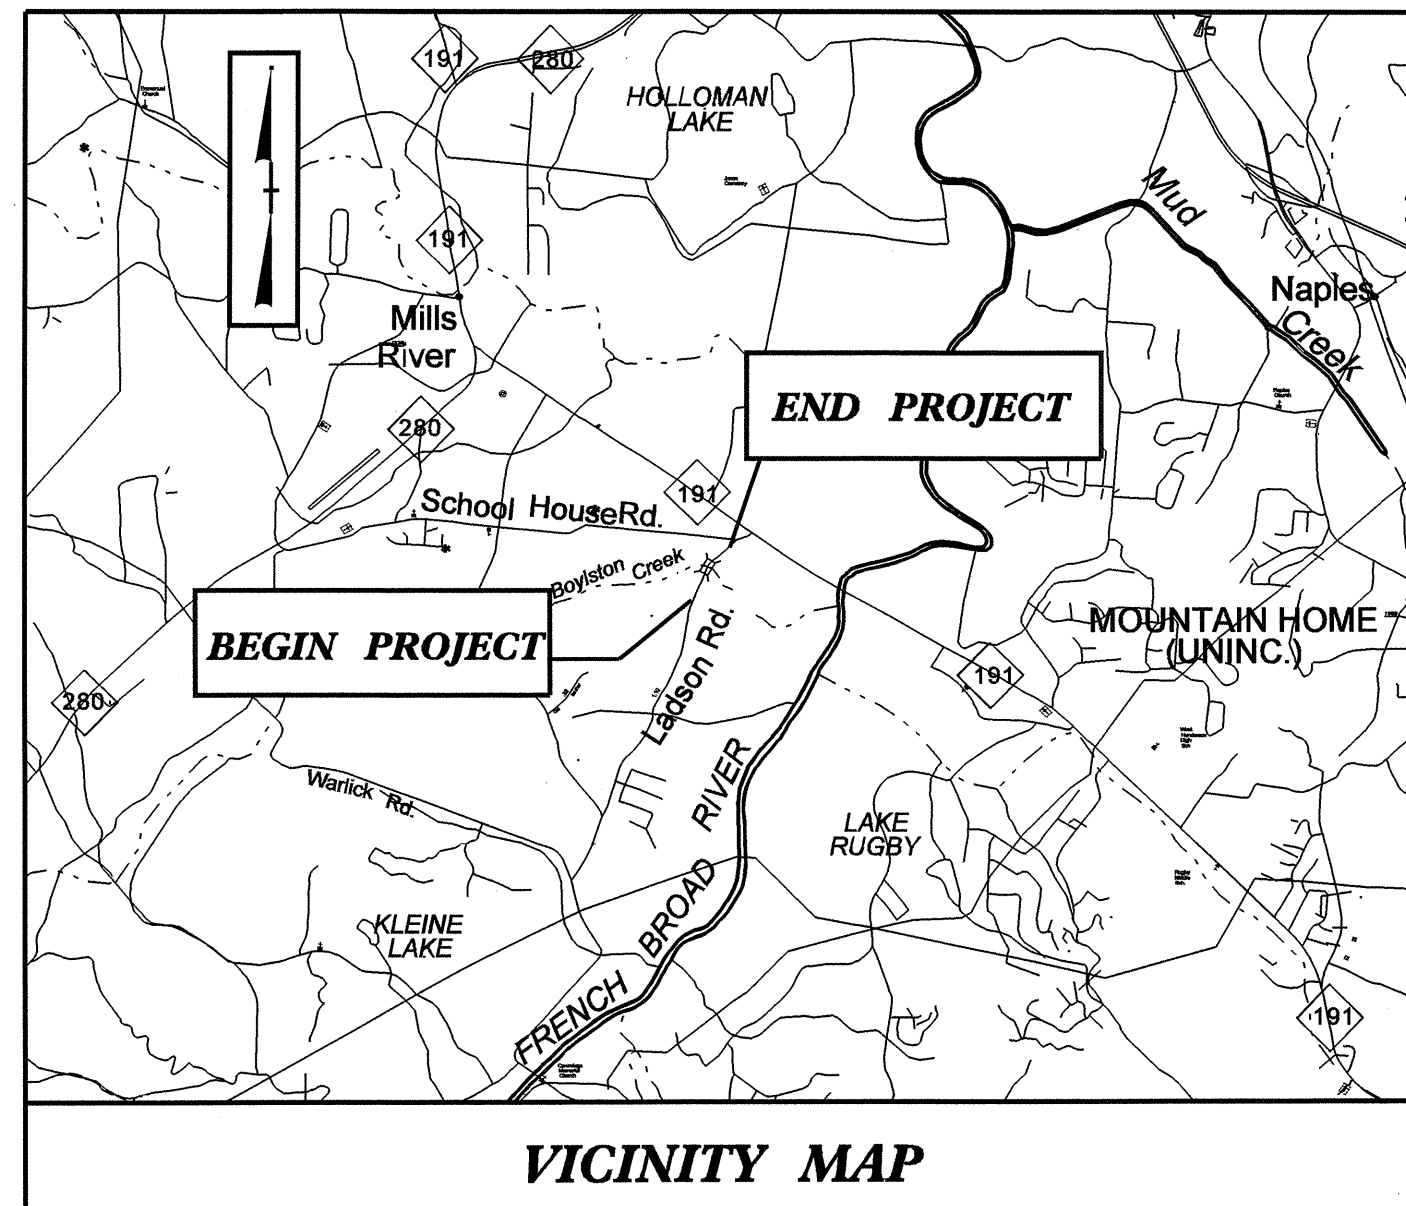 191
280
HOLLOMAN
LAKE
Mud
Creek
191
Naples
Mills
River
END PROJECT
280
191
School House Rd.
Boylston Creek
BEGIN PROJECT
Ladson Rd.
MOUNTAIN HOME
(UNINC.)
191
280
Warlick Rd.
LAKE
RUGBY
KLEINE
LAKE
FRENCH BROAD RIVER
191
VICINITY MAP